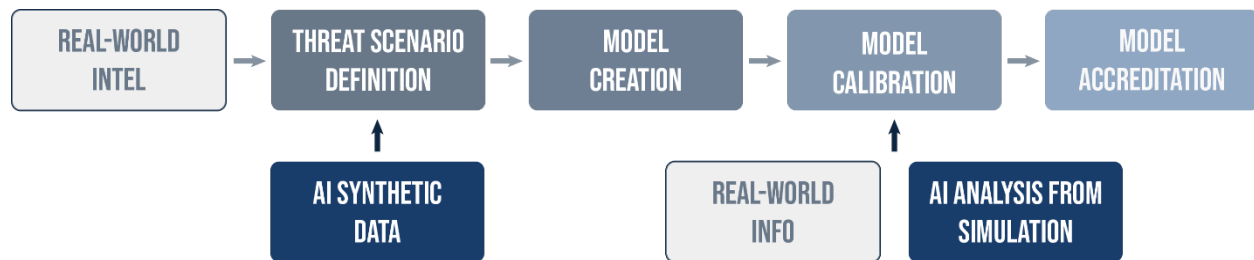 REAL-WORLD
INTEL
THREAT SCENARIO
DEFINITION
MODEL
CREATION
MODEL
CALIBRATION
MODEL
ACCREDITATION
AI SYNTHETIC
DATA
REAL-WORLD
INFO
AI ANALYSIS FROM
SIMULATION